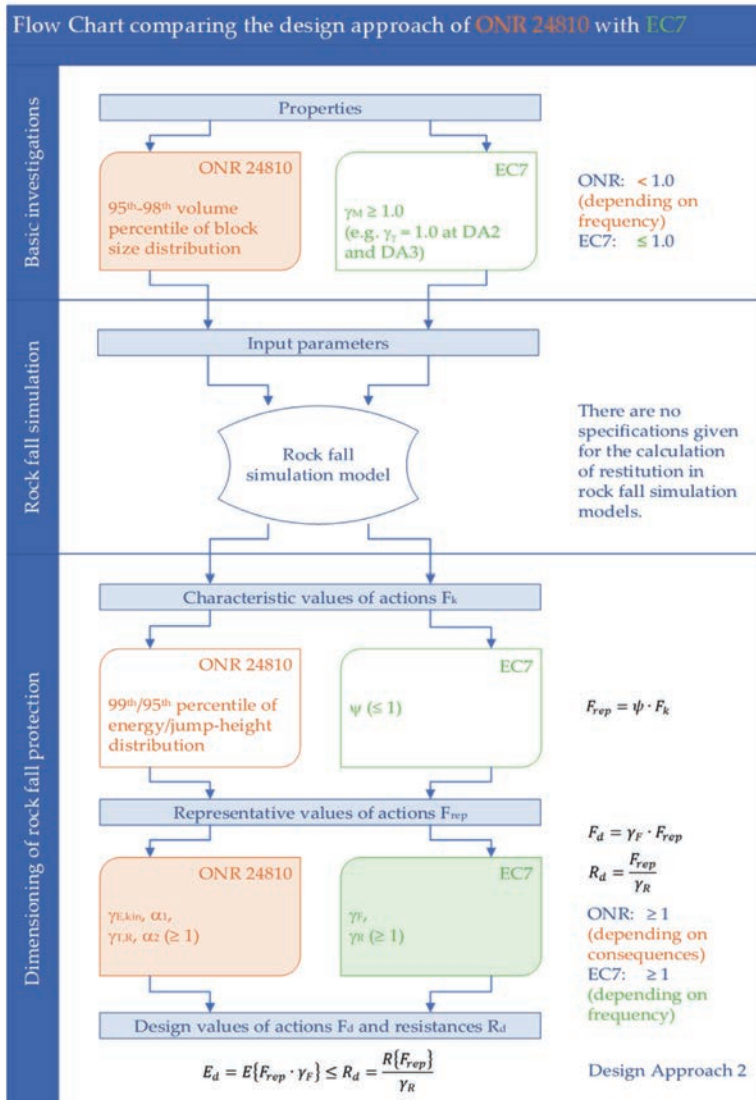 Flow Chart comparing the design approach of ONR 24810 with EC7
Basic investigations
Properties
ONR 24810
95th-98th volume
percentile of block
size distribution
EC7
γM ≥ 1.0
(e.g. γγ = 1.0 at DA2
and DA3)
ONR: < 1.0
(depending on
frequency)
EC7: ≤ 1.0
Rock fall simulation
Input parameters
Rock fall
simulation model
There are no
specifications given
for the calculation
of restitution in
rock fall simulation
models.
Dimensioning of rock fall protection
Characteristic values of actions Fk
ONR 24810
99th/95th percentile of
energy/jump-height
distribution
EC7
ψ (≤ 1)
Frep = ψ · Fk
Representative values of actions Frep
ONR 24810
γE,kin, α1,
γT,R, α2 (≥ 1)
EC7
γF,
γR (≥ 1)
Fd = γF · Frep
Rd = Frep / γR
ONR: ≥ 1
(depending on
consequences)
EC7: ≥ 1
(depending on
frequency)
Design values of actions Fd and resistances Rd
Ed = E{Frep · γF} ≤ Rd = R{Frep} / γR
Design Approach 2